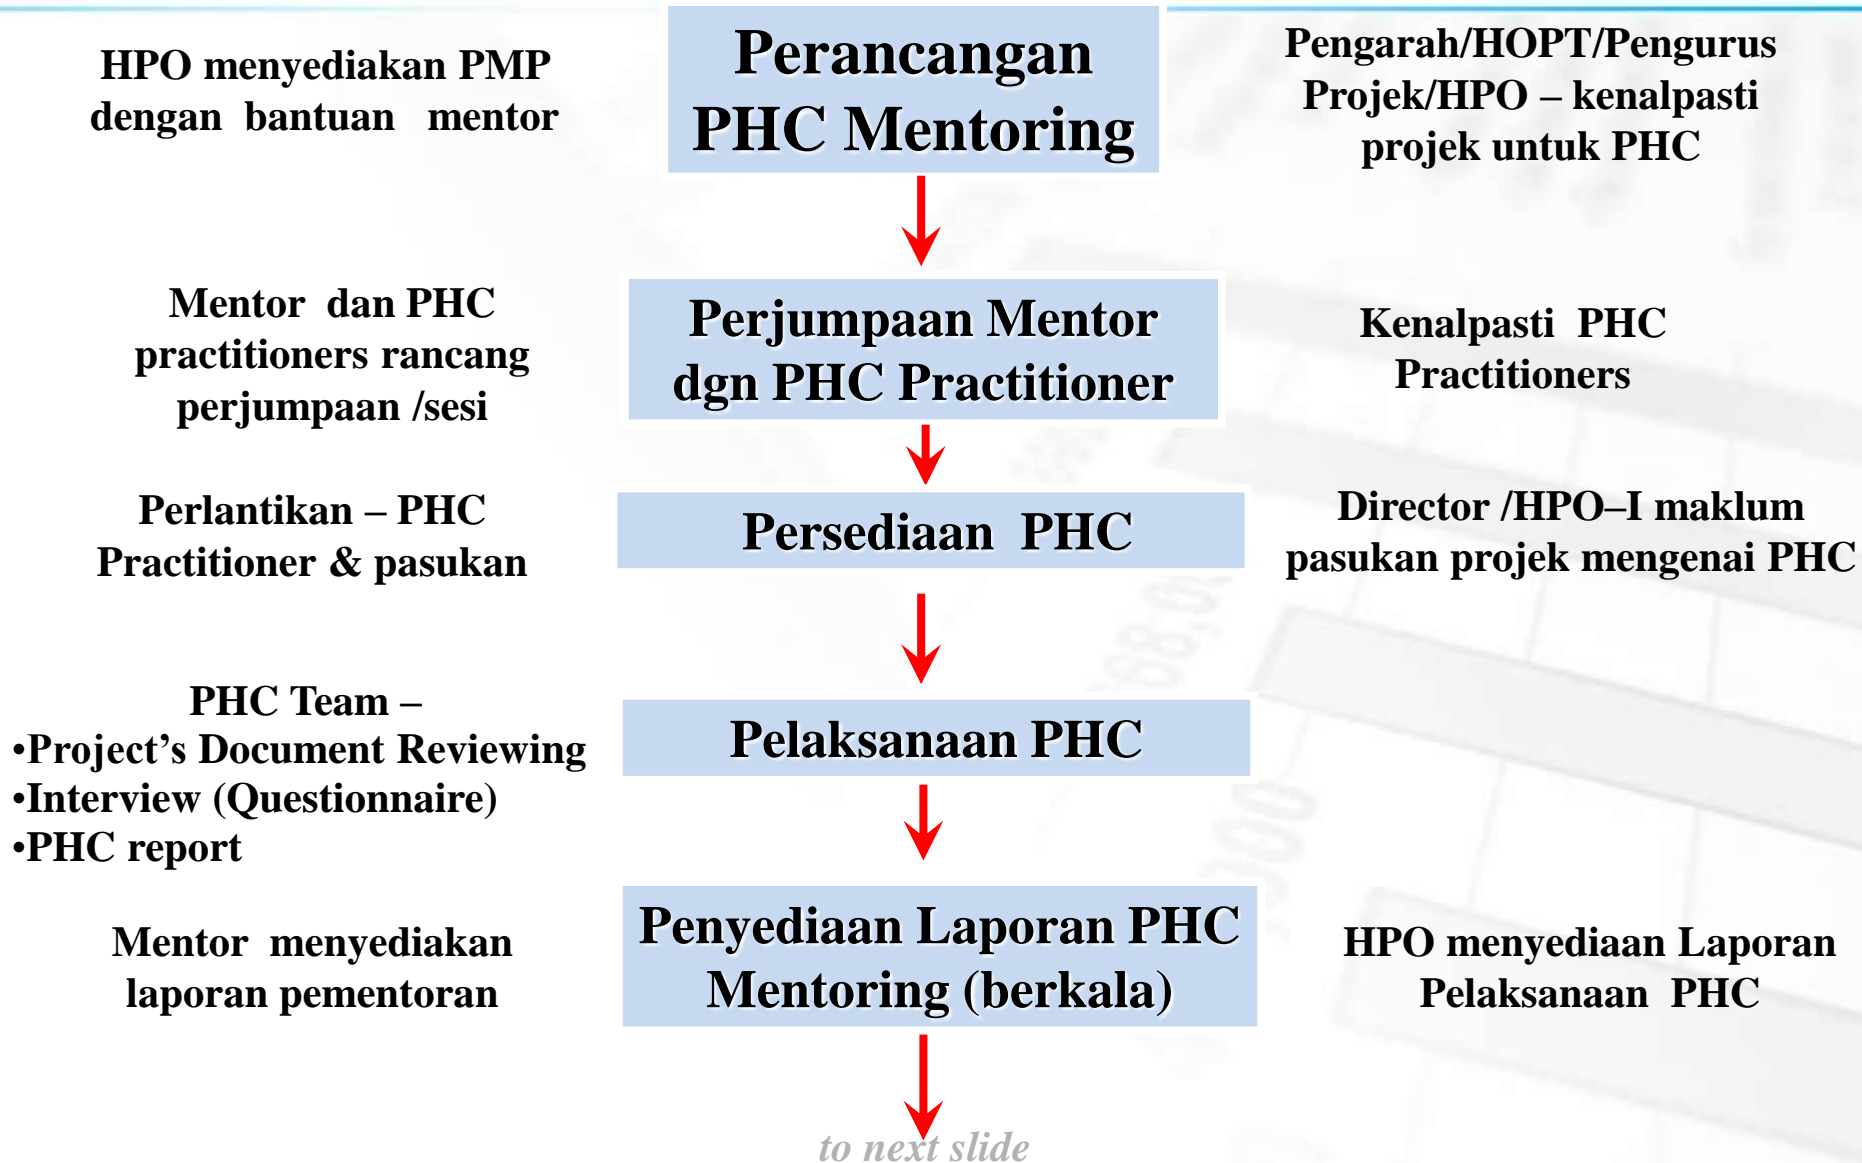 HPO menyediakan PMP
dengan bantuan mentor
Perancangan
PHC Mentoring
Pengarah/HOPT/Pengurus
Projek/HPO – kenalpasti
projek untuk PHC
Mentor dan PHC
practitioners rancang
perjumpaan /sesi
Perjumpaan Mentor
dgn PHC Practitioner
Kenalpasti PHC
Practitioners
Perlantikan – PHC
Practitioner & pasukan
Persediaan PHC
Director /HPO–I maklum
pasukan projek mengenai PHC
PHC Team –
•Project’s Document Reviewing
•Interview (Questionnaire)
•PHC report
Pelaksanaan PHC
Mentor menyediakan
laporan pementoran
Penyediaan Laporan PHC
Mentoring (berkala)
HPO menyediaan Laporan
Pelaksanaan PHC
to next slide